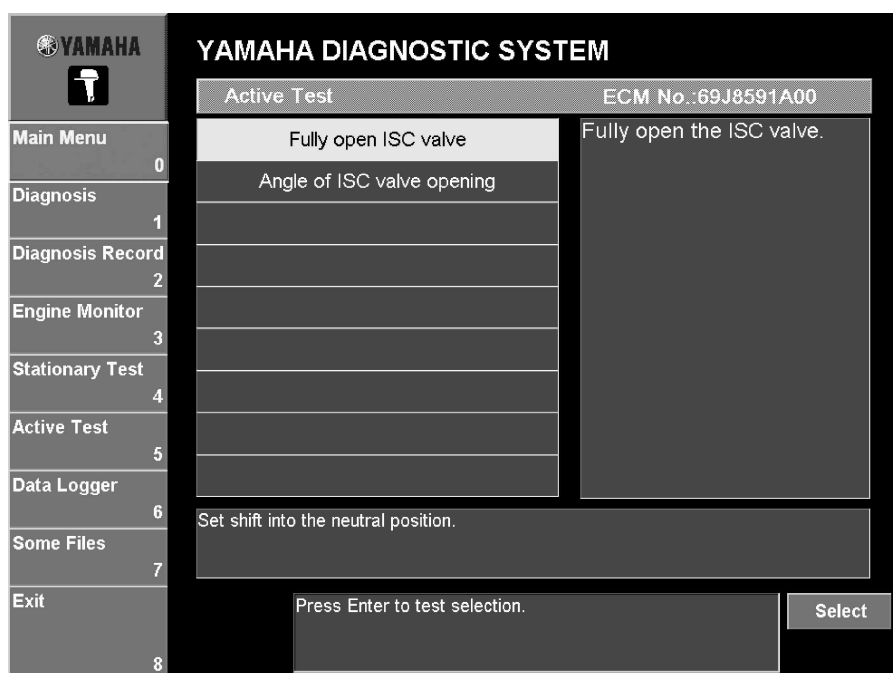 YAMAHA
YAMAHA DIAGNOSTIC SYSTEM
Active Test ECM No.:69J8591A00
Main Menu
0
Diagnosis
1
Diagnosis Record
2
Engine Monitor
3
Stationary Test
4
Active Test
5
Data Logger
6
Some Files
7
Exit
8
Fully open ISC valve
Angle of ISC valve opening
Fully open the ISC valve.
Set shift into the neutral position.
Press Enter to test selection.
Select